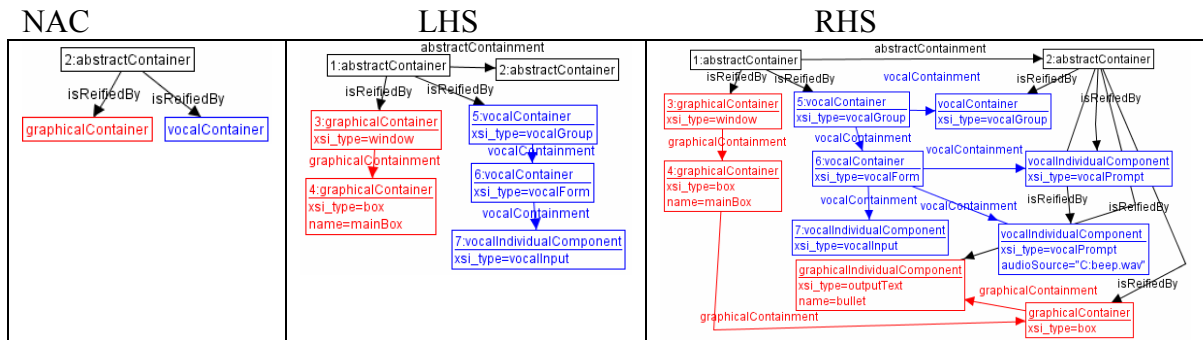 NAC
LHS
RHS
2:abstractContainer
isReifiedBy
isReifiedBy
graphicalContainer
vocalContainer
abstractContainment
1:abstractContainer
2:abstractContainer
isReifiedBy
isReifiedBy
3:graphicalContainer
xsi_type=window
5:vocalContainer
xsi_type=vocalGroup
graphicalContainment
vocalContainment
4:graphicalContainer
xsi_type=box
name=mainBox
6:vocalContainer
xsi_type=vocalForm
vocalContainment
7:vocalIndividualComponent
xsi_type=vocalInput
abstractContainment
1:abstractContainer
2:abstractContainer
isReifiedBy
isReifiedBy
vocalContainment
isReifiedBy
3:graphicalContainer
xsi_type=window
5:vocalContainer
xsi_type=vocalGroup
vocalContainer
xsi_type=vocalGroup
isReifiedBy
graphicalContainment
vocalContainment
vocalContainment
4:graphicalContainer
xsi_type=box
name=mainBox
6:vocalContainer
xsi_type=vocalForm
vocalIndividualComponent
xsi_type=vocalPrompt
vocalContainment
vocalContainment
isReifiedBy
isReifiedBy
7:vocalIndividualComponent
xsi_type=vocalInput
vocalIndividualComponent
xsi_type=vocalPrompt
audioSource="C:beep.wav"
graphicalIndividualComponent
xsi_type=outputText
name=bullet
isReifiedBy
graphicalContainment
graphicalContainment
graphicalContainer
xsi_type=box